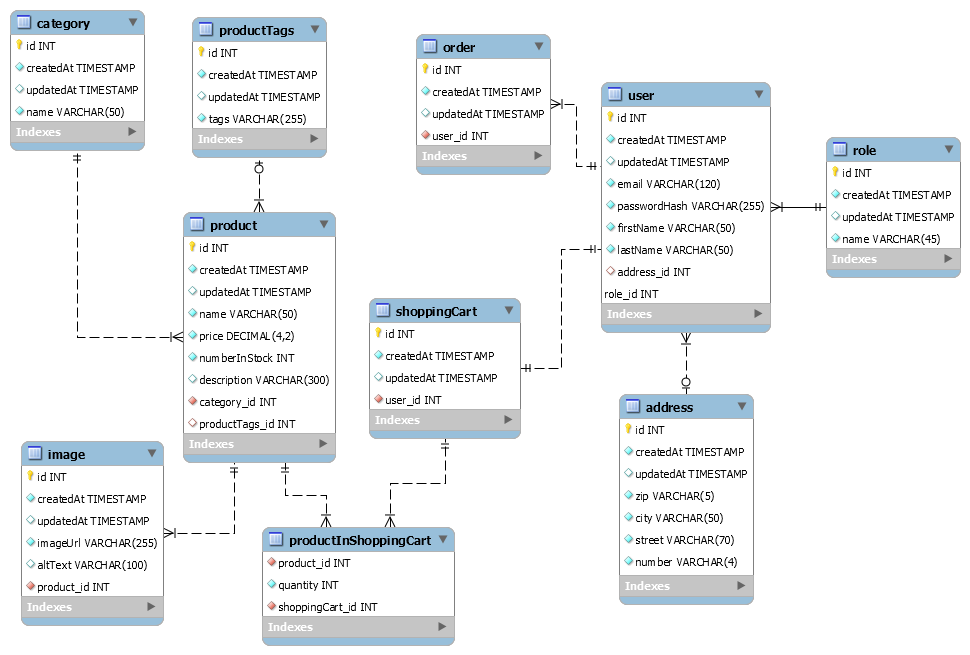 category
id INT
createdAt TIMESTAMP
updatedAt TIMESTAMP
name VARCHAR(50)
Indexes
productTags
id INT
createdAt TIMESTAMP
updatedAt TIMESTAMP
tags VARCHAR(255)
Indexes
order
id INT
createdAt TIMESTAMP
updatedAt TIMESTAMP
user_id INT
Indexes
user
id INT
createdAt TIMESTAMP
updatedAt TIMESTAMP
email VARCHAR(120)
passwordHash VARCHAR(255)
firstName VARCHAR(50)
lastName VARCHAR(50)
address_id INT
role_id INT
Indexes
role
id INT
createdAt TIMESTAMP
updatedAt TIMESTAMP
name VARCHAR(45)
Indexes
product
id INT
createdAt TIMESTAMP
updatedAt TIMESTAMP
name VARCHAR(50)
price DECIMAL(4,2)
numberInStock INT
description VARCHAR(300)
category_id INT
productTags_id INT
Indexes
shoppingCart
id INT
createdAt TIMESTAMP
updatedAt TIMESTAMP
user_id INT
Indexes
address
id INT
createdAt TIMESTAMP
updatedAt TIMESTAMP
zip VARCHAR(5)
city VARCHAR(50)
street VARCHAR(70)
number VARCHAR(4)
Indexes
image
id INT
createdAt TIMESTAMP
updatedAt TIMESTAMP
imageUrl VARCHAR(255)
altText VARCHAR(100)
product_id INT
Indexes
productInShoppingCart
product_id INT
quantity INT
shoppingCart_id INT
Indexes